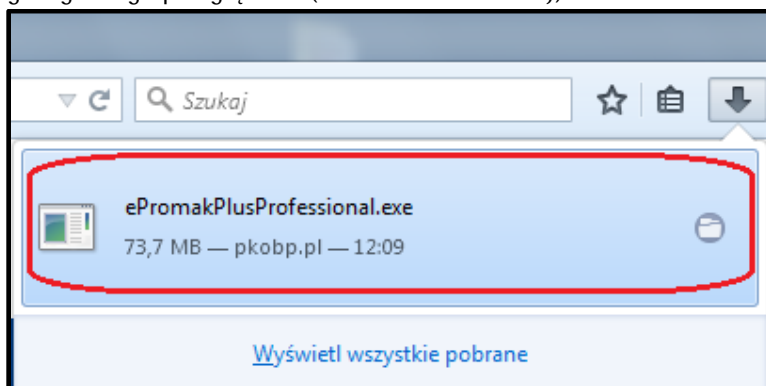 Szukaj
ePromakPlusProfessional.exe
73,7 MB — pkobp.pl — 12:09
Wyświetl wszystkie pobrane